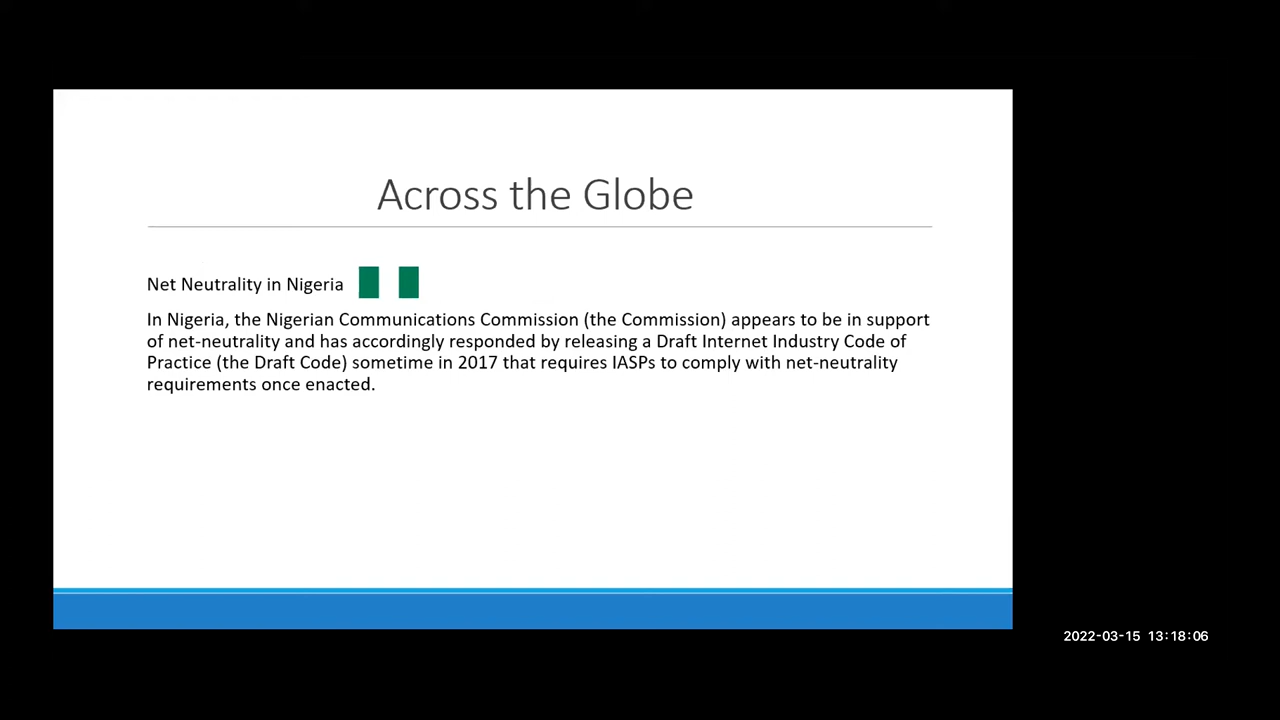 Across the Globe
Net Neutrality in Nigeria
In Nigeria, the Nigerian Communications Commission (the Commission) appears to be in support
of net-neutrality and has accordingly responded by releasing a Draft Internet Industry Code of
Practice (the Draft Code) sometime in 2017 that requires IASPs to comply with net-neutrality
requirements once enacted.
2022-03-15 13:18:06